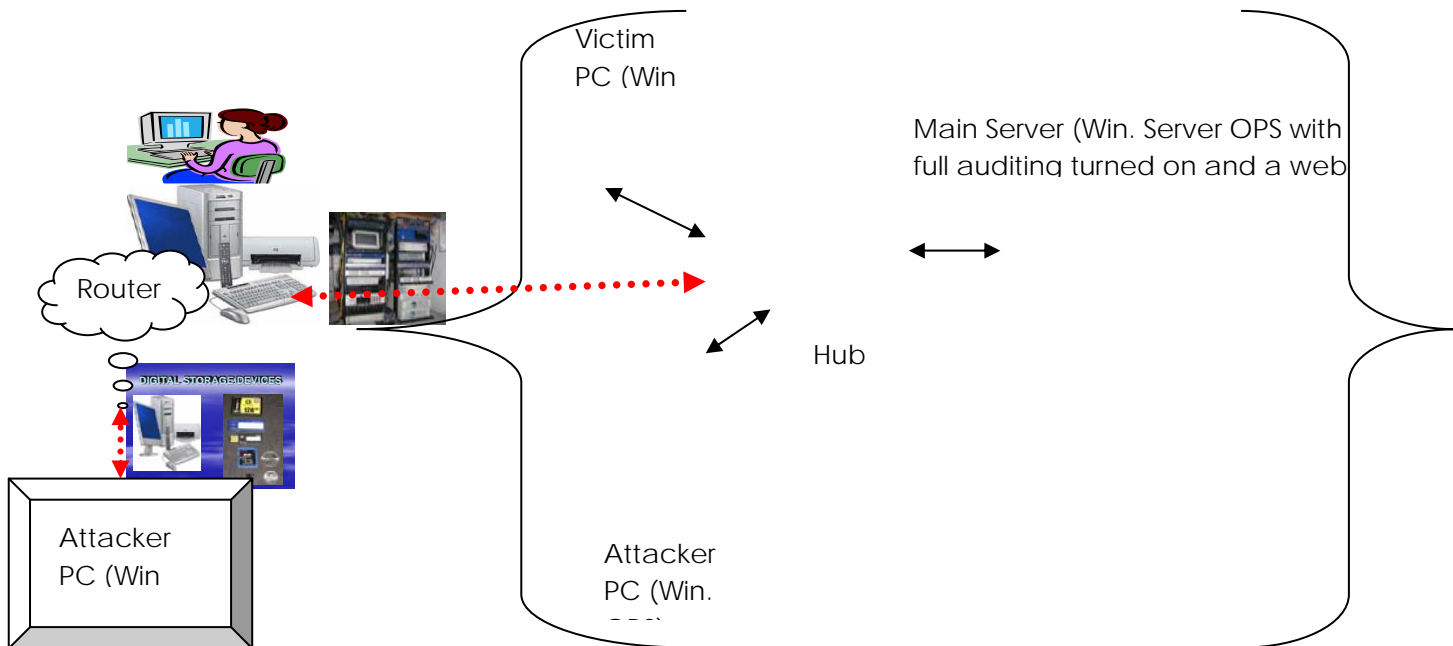 Victim
PC (Win
Main Server (Win. Server OPS with
full auditing turned on and a web
Router
Hub
DIGITAL STORAGE DEVICES
Attacker
PC (Win
Attacker
PC (Win.